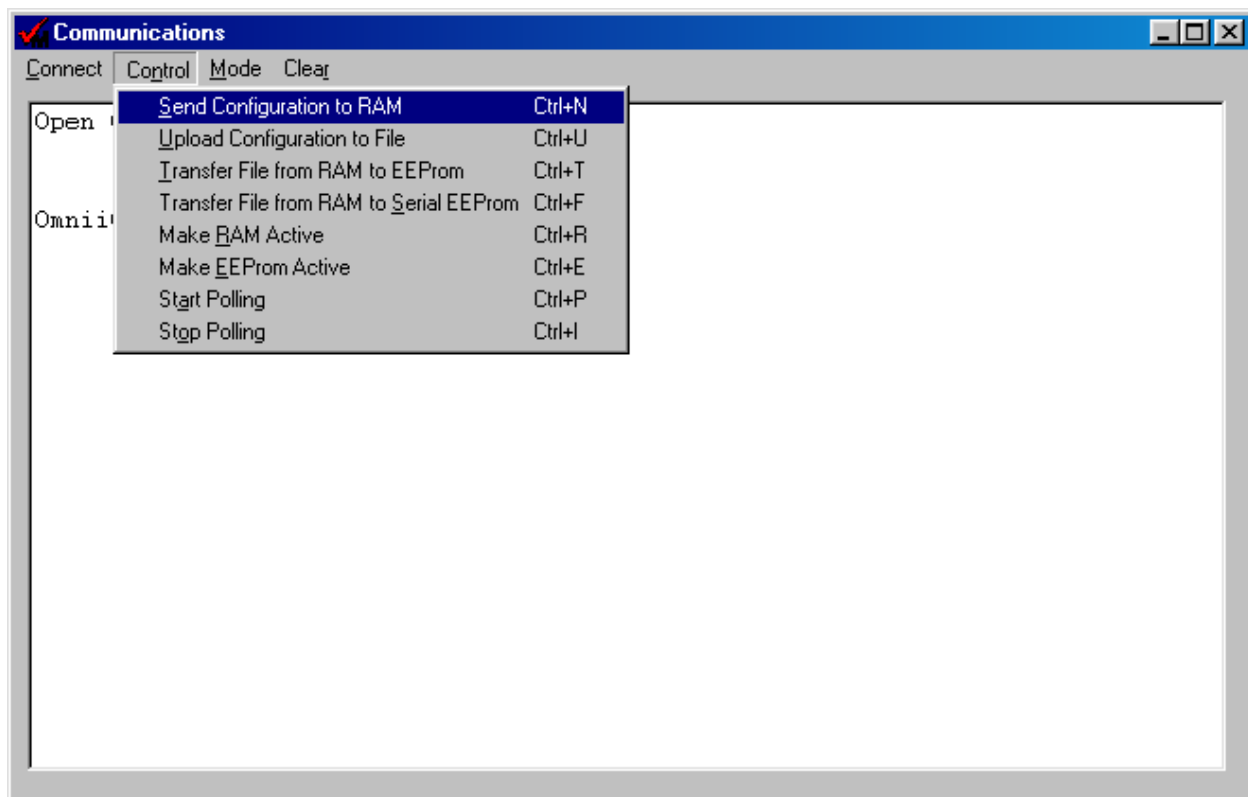 Communications
Connect Control Mode Clear
Open
Send Configuration to RAM Ctrl+N
Upload Configuration to File Ctrl+U
Transfer File from RAM to EEProm Ctrl+T
Transfer File from RAM to Serial EEProm Ctrl+F
Make RAM Active Ctrl+R
Make EEProm Active Ctrl+E
Start Polling Ctrl+P
Stop Polling Ctrl+I